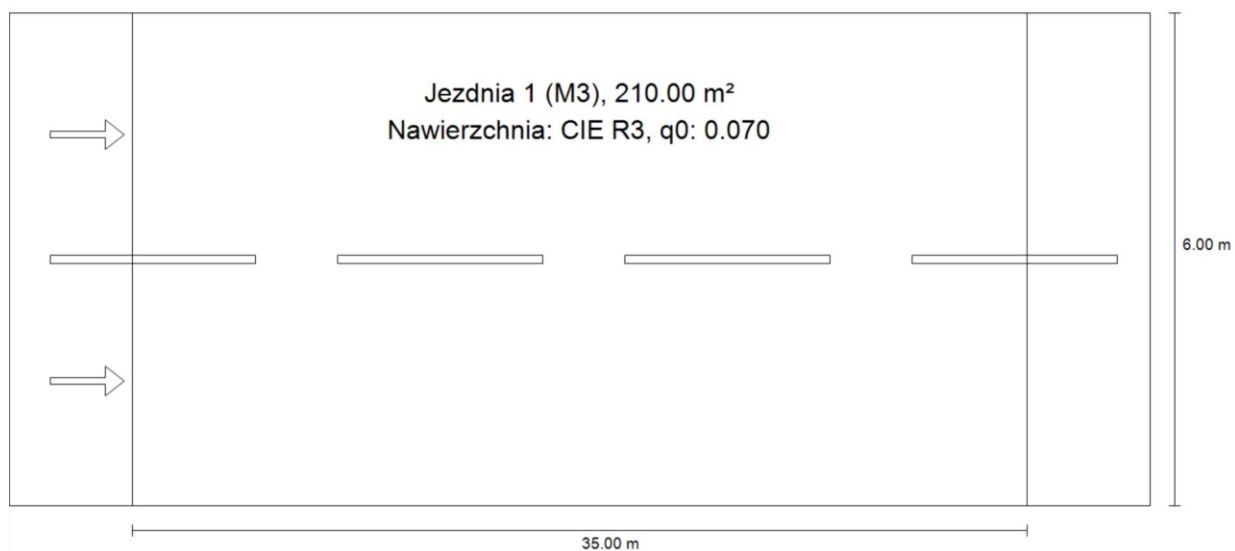 Jezdnia 1 (M3), 210.00 m²
Nawierzchnia: CIE R3, q0: 0.070
6.00 m
35.00 m